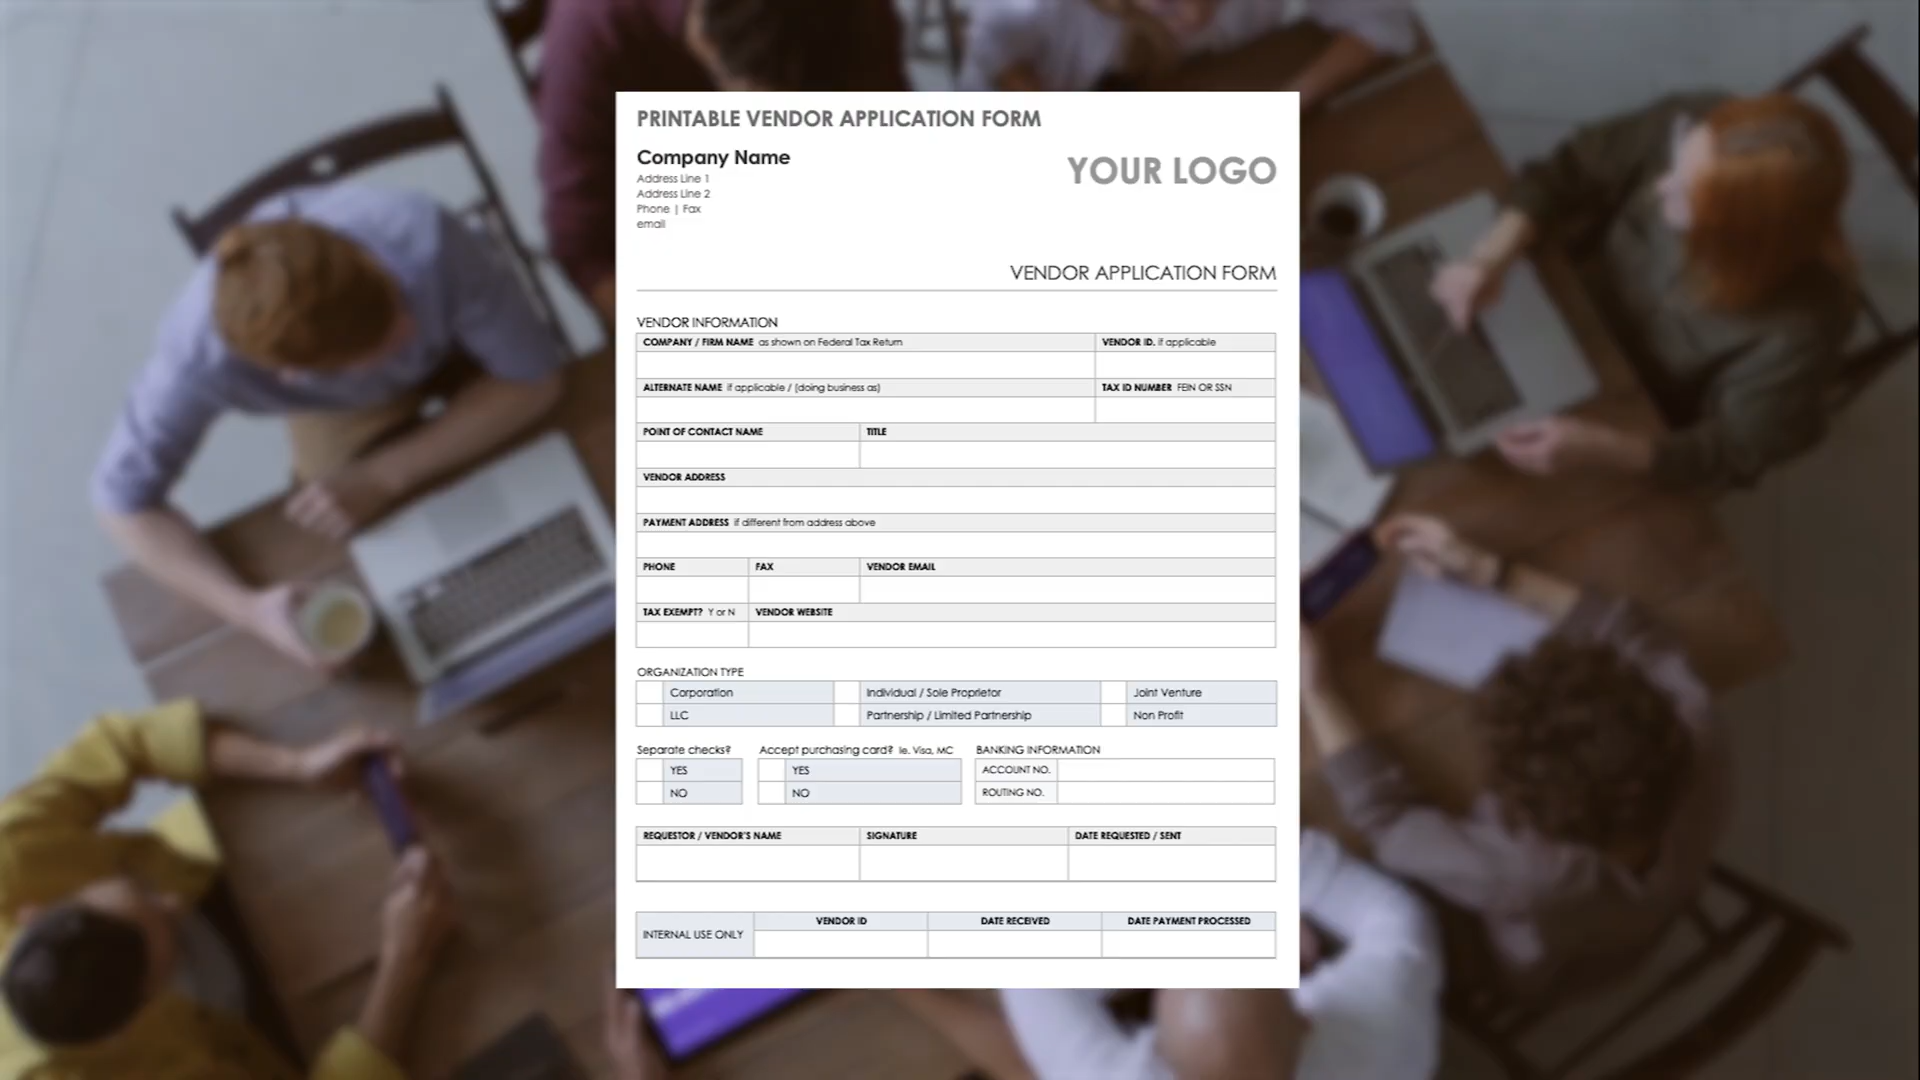 PRINTABLE VENDOR APPLICATION FORM
Company Name
Address Line 1
Address Line 2
Phone | Fax
email
YOUR LOGO
VENDOR APPLICATION FORM
VENDOR INFORMATION
COMPANY / FIRM NAME as shown on Federal Tax Return VENDOR ID. if applicable
ALTERNATE NAME if applicable / (doing business as) TAX ID NUMBER FEIN OR SSN
POINT OF CONTACT NAME TITLE
VENDOR ADDRESS
PAYMENT ADDRESS if different from address above
PHONE FAX VENDOR EMAIL
TAX EXEMPT? Y or N VENDOR WEBSITE
ORGANIZATION TYPE
Corporation Individual / Sole Proprietor Joint Venture
LLC Partnership / Limited Partnership Non Profit
Separate checks? Accept purchasing card? ie. Visa, MC BANKING INFORMATION
YES YES ACCOUNT NO.
NO NO ROUTING NO.
REQUESTOR / VENDOR'S NAME SIGNATURE DATE REQUESTED / SENT
INTERNAL USE ONLY VENDOR ID DATE RECEIVED DATE PAYMENT PROCESSED